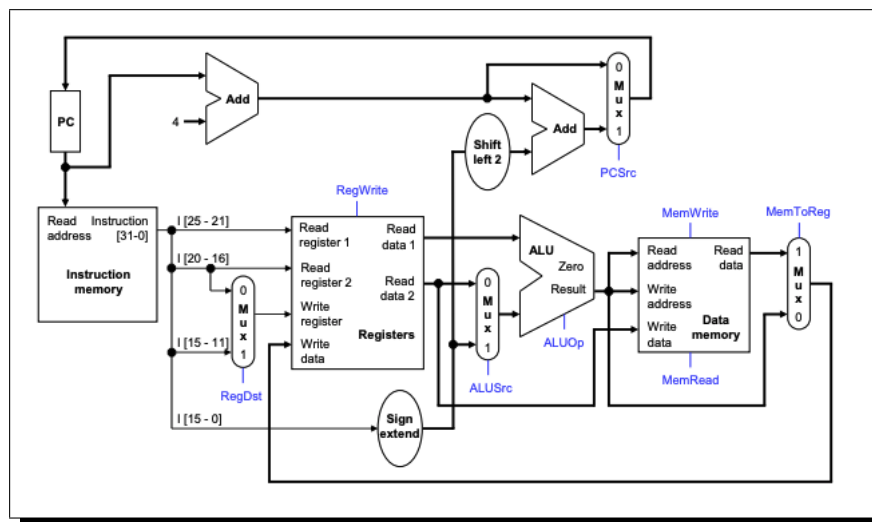 PC
4
Add
Shift
left 2
Add
0
M
u
x
1
PCSrc
Read
address
Instruction
[31-0]
Instruction
memory
I [25 - 21]
I [20 - 16]
I [15 - 11]
I [15 - 0]
0
M
u
x
1
RegDst
RegWrite
Read
register 1
Read
register 2
Write
register
Write
data
Read
data 1
Read
data 2
Registers
Sign
extend
0
M
u
x
1
ALUSrc
ALU
Zero
Result
ALUOp
MemWrite
Read
address
Write
address
Write
data
Read
data
Data
memory
MemRead
MemToReg
1
M
u
x
0